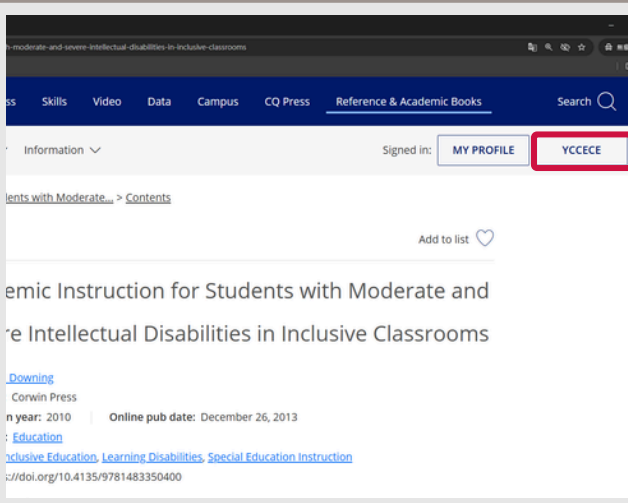 h-moderate-and-severe-intellectual-disabilities-in-inclusive-classrooms
ss Skills Video Data Campus CQ Press Reference & Academic Books Search
Information Signed in: MY PROFILE YCCECE
dents with Moderate... > Contents
Add to list
emic Instruction for Students with Moderate and
re Intellectual Disabilities in Inclusive Classrooms
Downing
Corwin Press
n year: 2010 Online pub date: December 26, 2013
: Education
nclusive Education, Learning Disabilities, Special Education Instruction
s://doi.org/10.4135/9781483350400